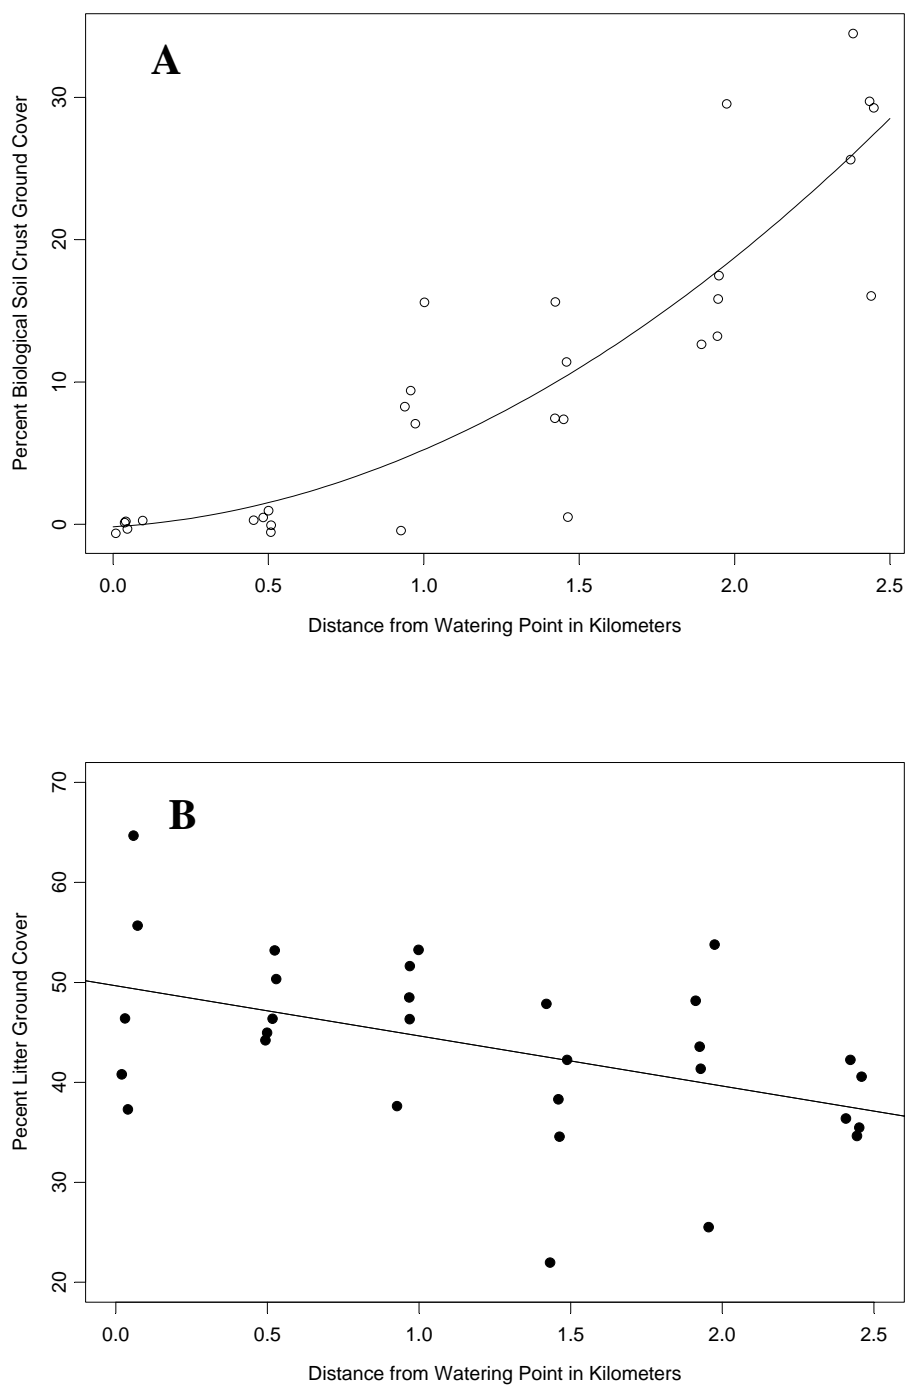 A
Percent Biological Soil Crust Ground Cover
30
20
10
0
0.0 0.5 1.0 1.5 2.0 2.5
Distance from Watering Point in Kilometers
B
Pecent Litter Ground Cover
70
60
50
40
30
20
0.0 0.5 1.0 1.5 2.0 2.5
Distance from Watering Point in Kilometers